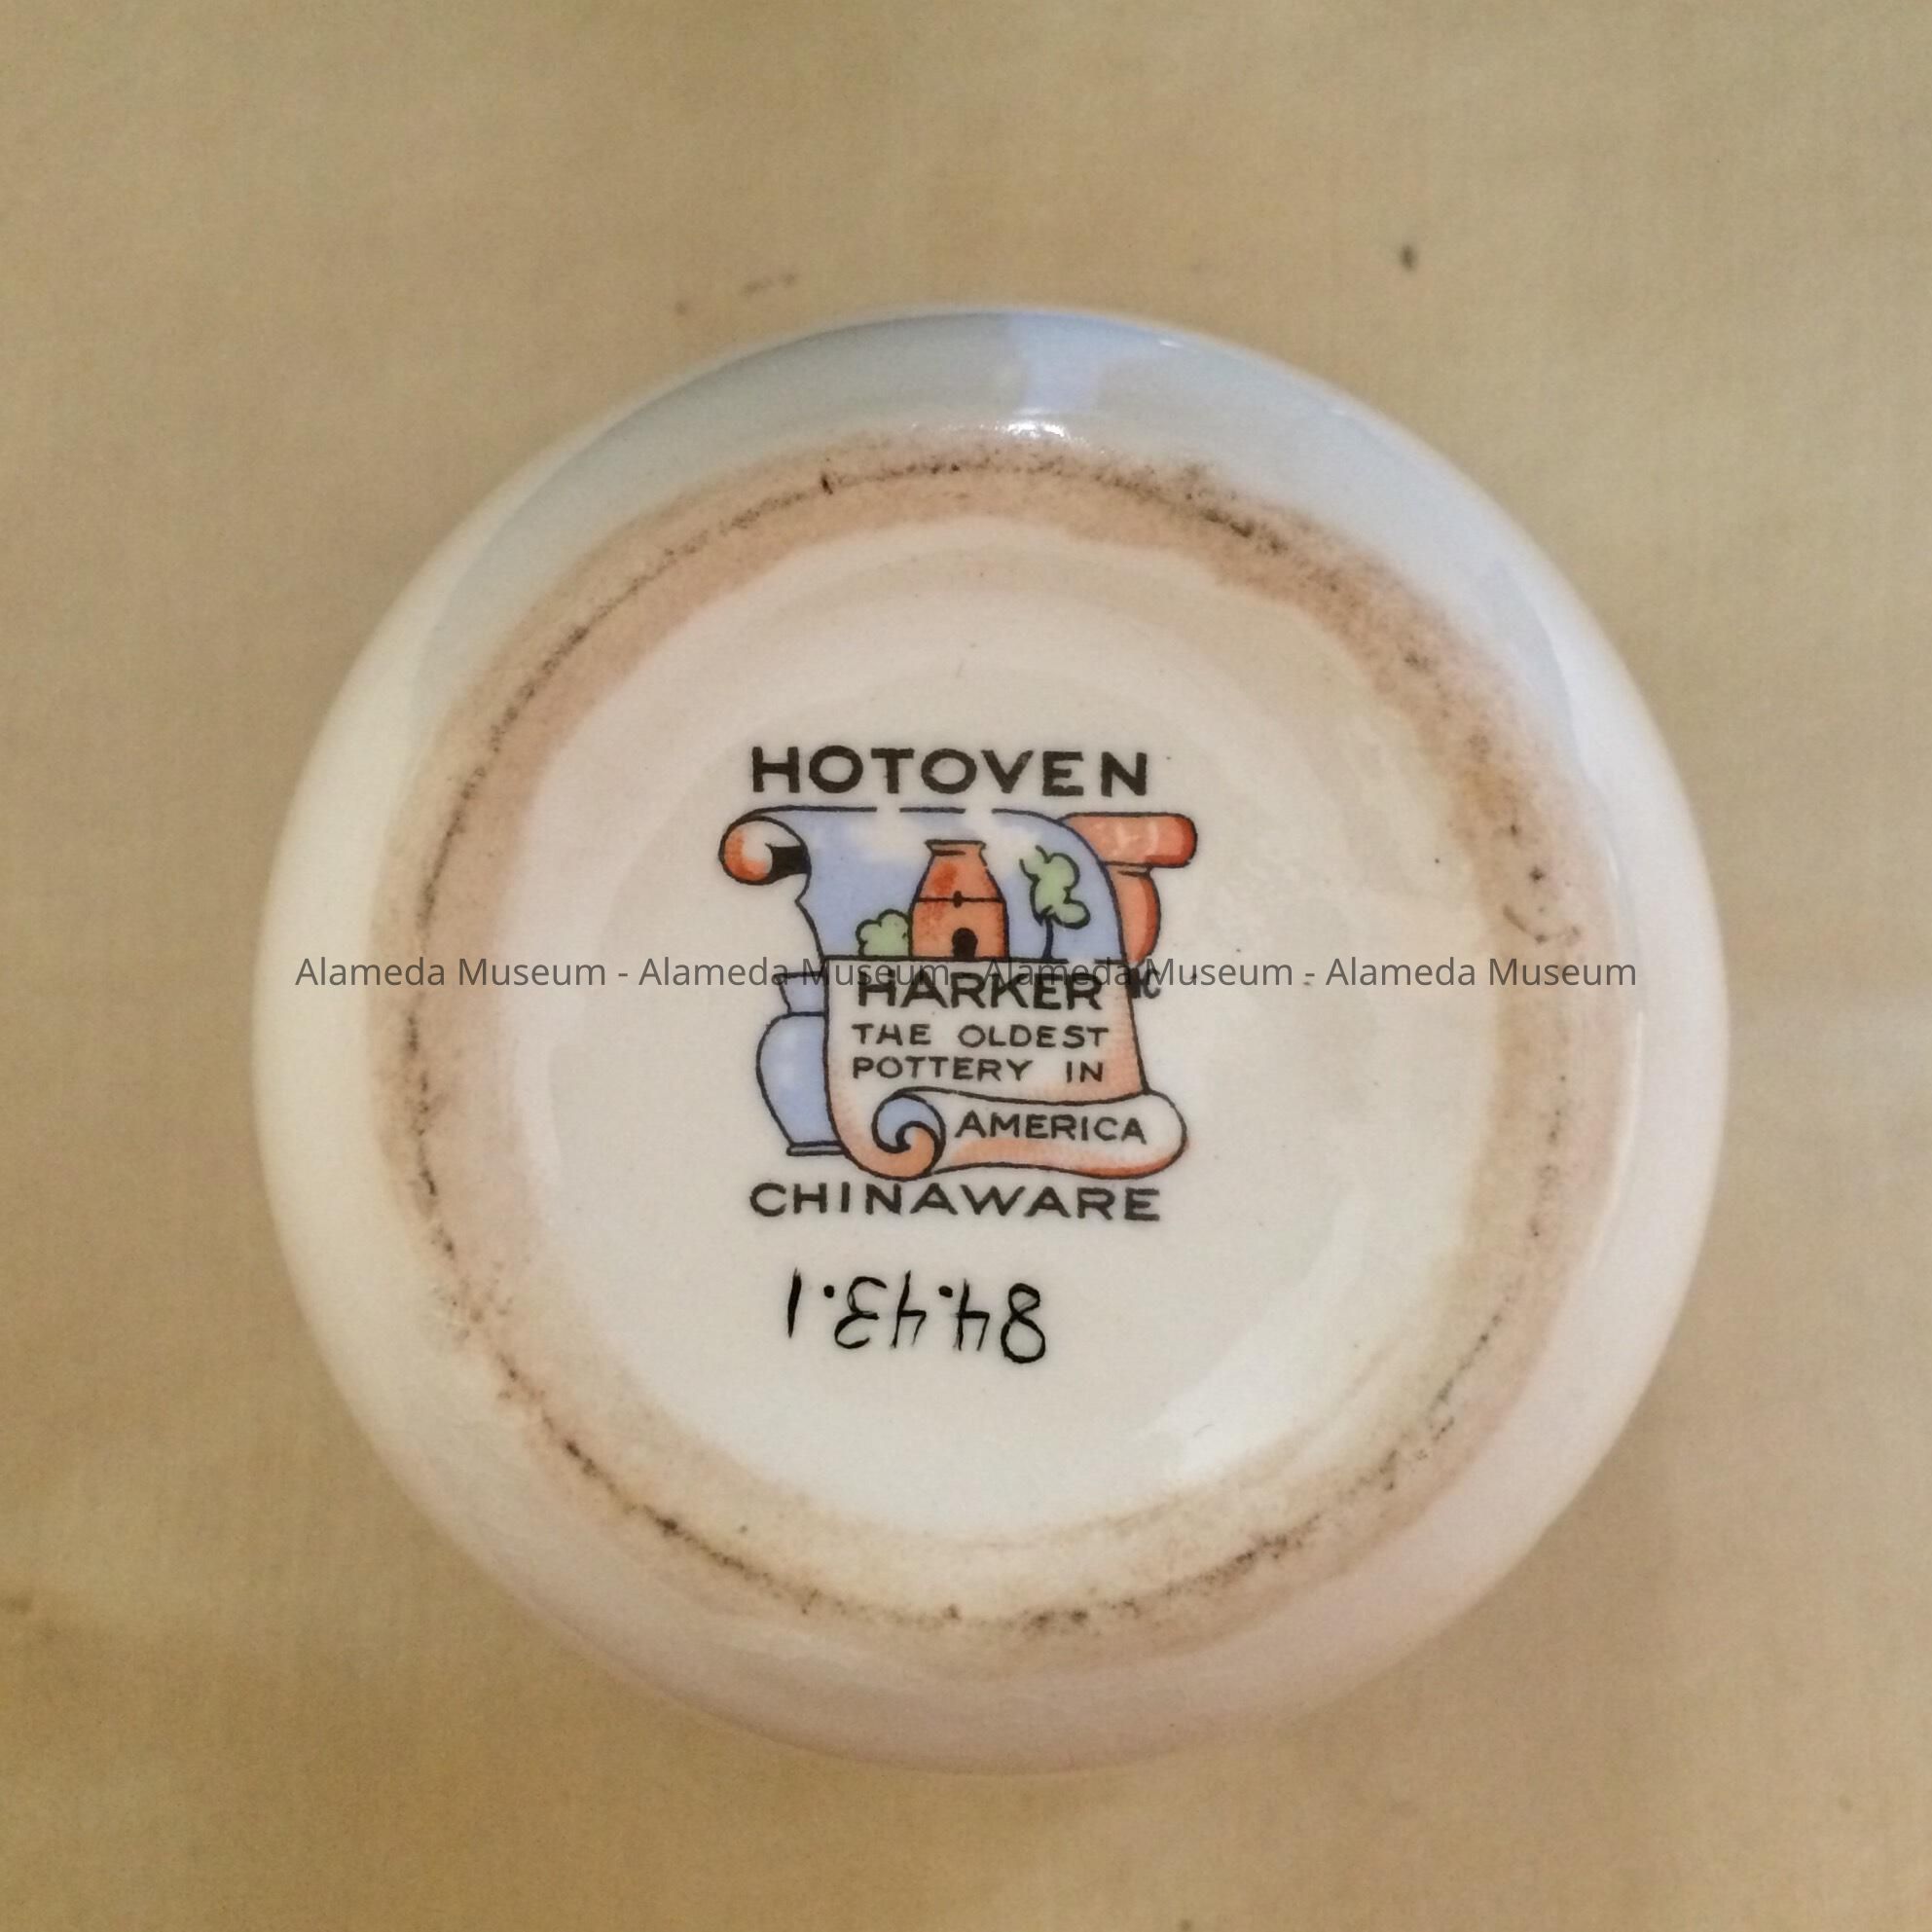 HOTOVEN
Alameda Museum - Alameda Museum - Alameda Museum - Alameda Museum
HARKER
THE OLDEST
POTTERY IN
AMERICA
CHINAWARE
84.43.1